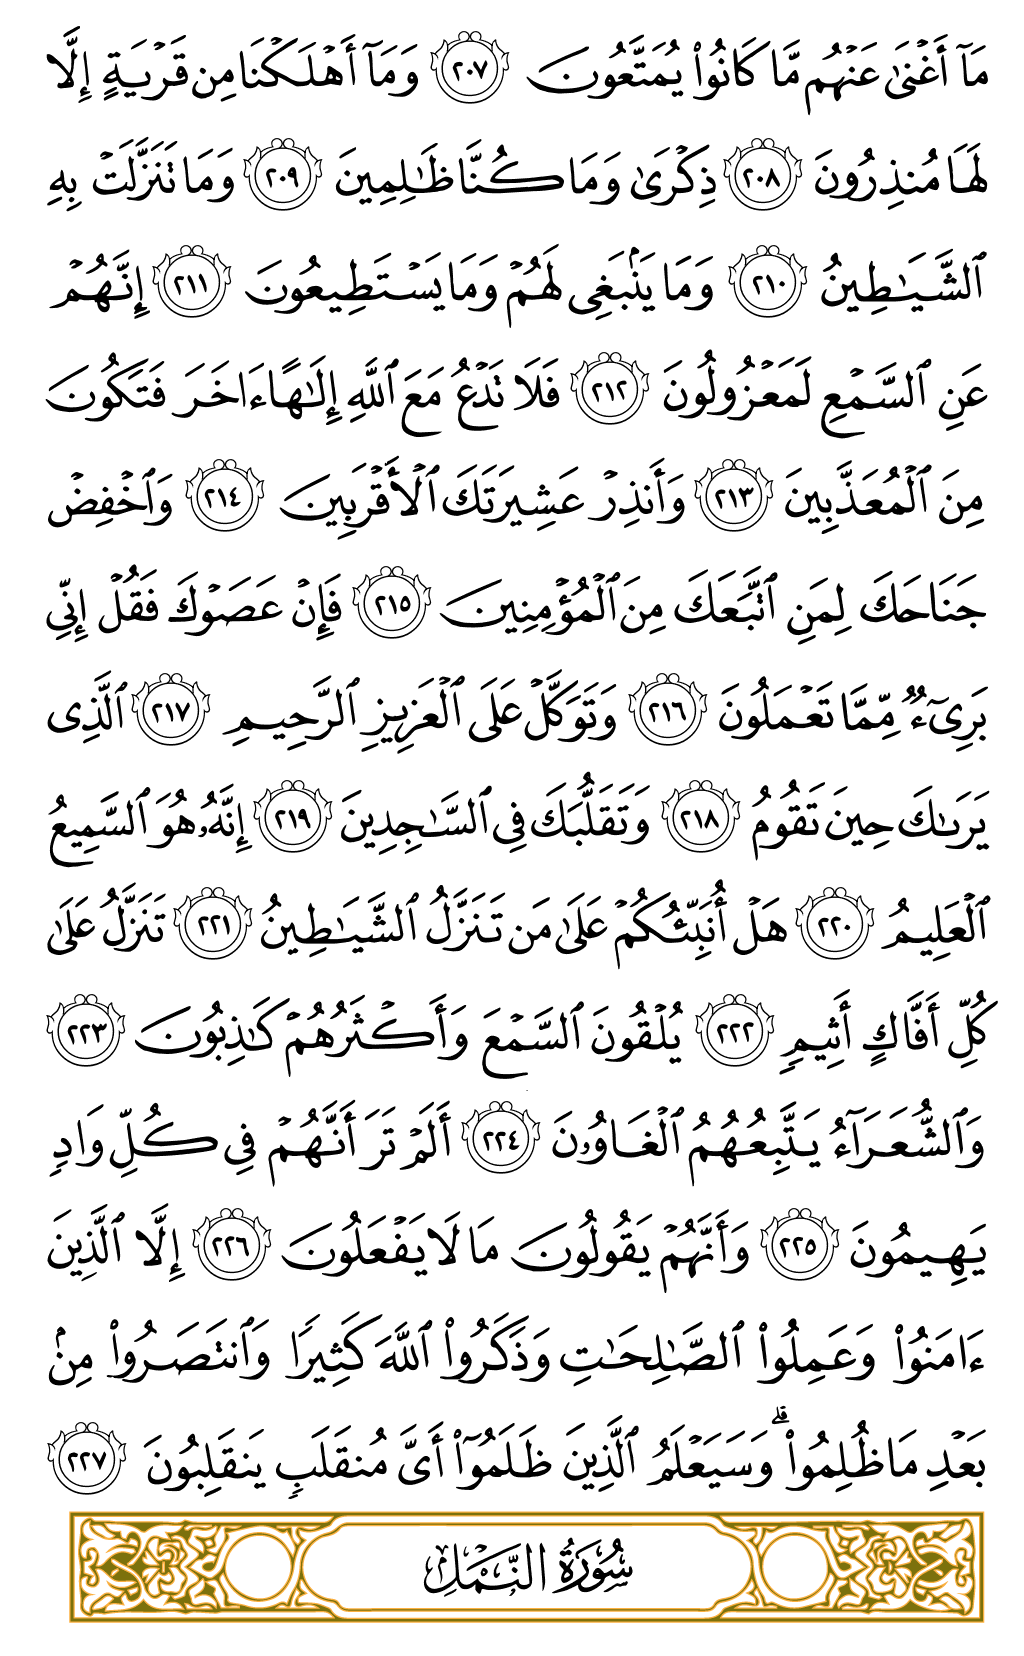 مَآ أَغْنَىٰ عَنْهُم مَّا كَانُوا۟ يُمَتَّعُونَ ٢٠٧ وَمَآ أَهْلَكْنَا مِن قَرْيَةٍ إِلَّا
لَهَا مُنذِرُونَ ٢٠٨ ذِكْرَىٰ وَمَا كُنَّا ظَـٰلِمِينَ ٢٠٩ وَمَا تَنَزَّلَتْ بِهِ
ٱلشَّيَـٰطِينُ ٢١٠ وَمَا يَنۢبَغِى لَهُمْ وَمَا يَسْتَطِيعُونَ ٢١١ إِنَّهُمْ
عَنِ ٱلسَّمْعِ لَمَعْزُولُونَ ٢١٢ فَلَا تَدْعُ مَعَ ٱللَّهِ إِلَـٰهًا ءَاخَرَ فَتَكُونَ
مِنَ ٱلْمُعَذَّبِينَ ٢١٣ وَأَنذِرْ عَشِيرَتَكَ ٱلْأَقْرَبِينَ ٢١٤ وَٱخْفِضْ
جَنَاحَكَ لِمَنِ ٱتَّبَعَكَ مِنَ ٱلْمُؤْمِنِينَ ٢١٥ فَإِنْ عَصَوْكَ فَقُلْ إِنِّى
بَرِىٓءٌ مِّمَّا تَعْمَلُونَ ٢١٦ وَتَوَكَّلْ عَلَى ٱلْعَزِيزِ ٱلرَّحِيمِ ٢١٧ ٱلَّذِى
يَرَىٰكَ حِينَ تَقُومُ ٢١٨ وَتَقَلُّبَكَ فِى ٱلسَّـٰجِدِينَ ٢١٩ إِنَّهُۥ هُوَ ٱلسَّمِيعُ
ٱلْعَلِيمُ ٢٢٠ هَلْ أُنَبِّئُكُمْ عَلَىٰ مَن تَنَزَّلُ ٱلشَّيَـٰطِينُ ٢٢١ تَنَزَّلُ عَلَىٰ
كُلِّ أَفَّاكٍ أَثِيمٍ ٢٢٢ يُلْقُونَ ٱلسَّمْعَ وَأَكْثَرُهُمْ كَـٰذِبُونَ ٢٢٣
وَٱلشُّعَرَآءُ يَتَّبِعُهُمُ ٱلْغَاوُۥنَ ٢٢٤ أَلَمْ تَرَ أَنَّهُمْ فِى كُلِّ وَادٍ
يَهِيمُونَ ٢٢٥ وَأَنَّهُمْ يَقُولُونَ مَا لَا يَفْعَلُونَ ٢٢٦ إِلَّا ٱلَّذِينَ
ءَامَنُوا۟ وَعَمِلُوا۟ ٱلصَّـٰلِحَـٰتِ وَذَكَرُوا۟ ٱللَّهَ كَثِيرًا وَٱنتَصَرُوا۟ مِنۢ
بَعْدِ مَا ظُلِمُوا۟ ۗ وَسَيَعْلَمُ ٱلَّذِينَ ظَلَمُوٓا۟ أَىَّ مُنقَلَبٍ يَنقَلِبُونَ ٢٢٧
سُورَةُ النَّمْلِ